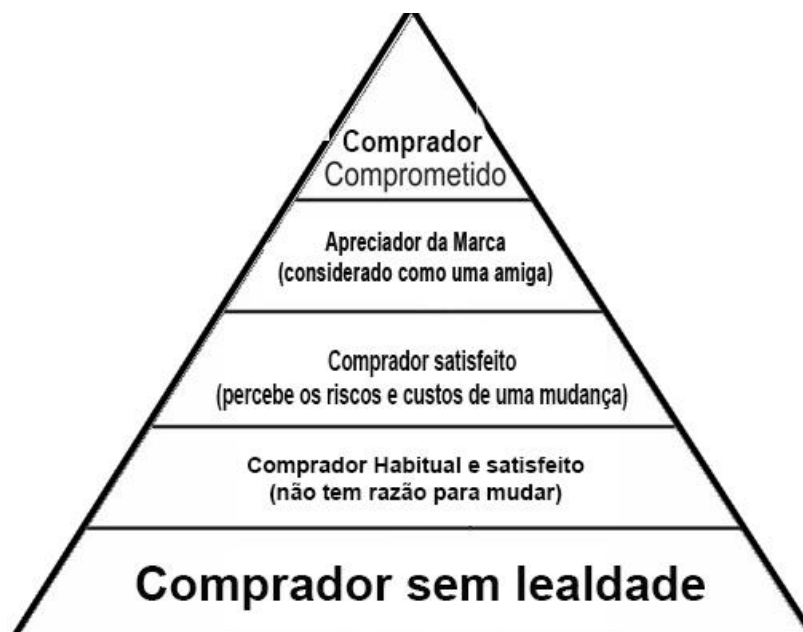 Comprador
Comprometido
Apreciador da Marca
(considerado como uma amiga)
Comprador satisfeito
(percebe os riscos e custos de uma mudança)
Comprador Habitual e satisfeito
(não tem razão para mudar)
Comprador sem lealdade